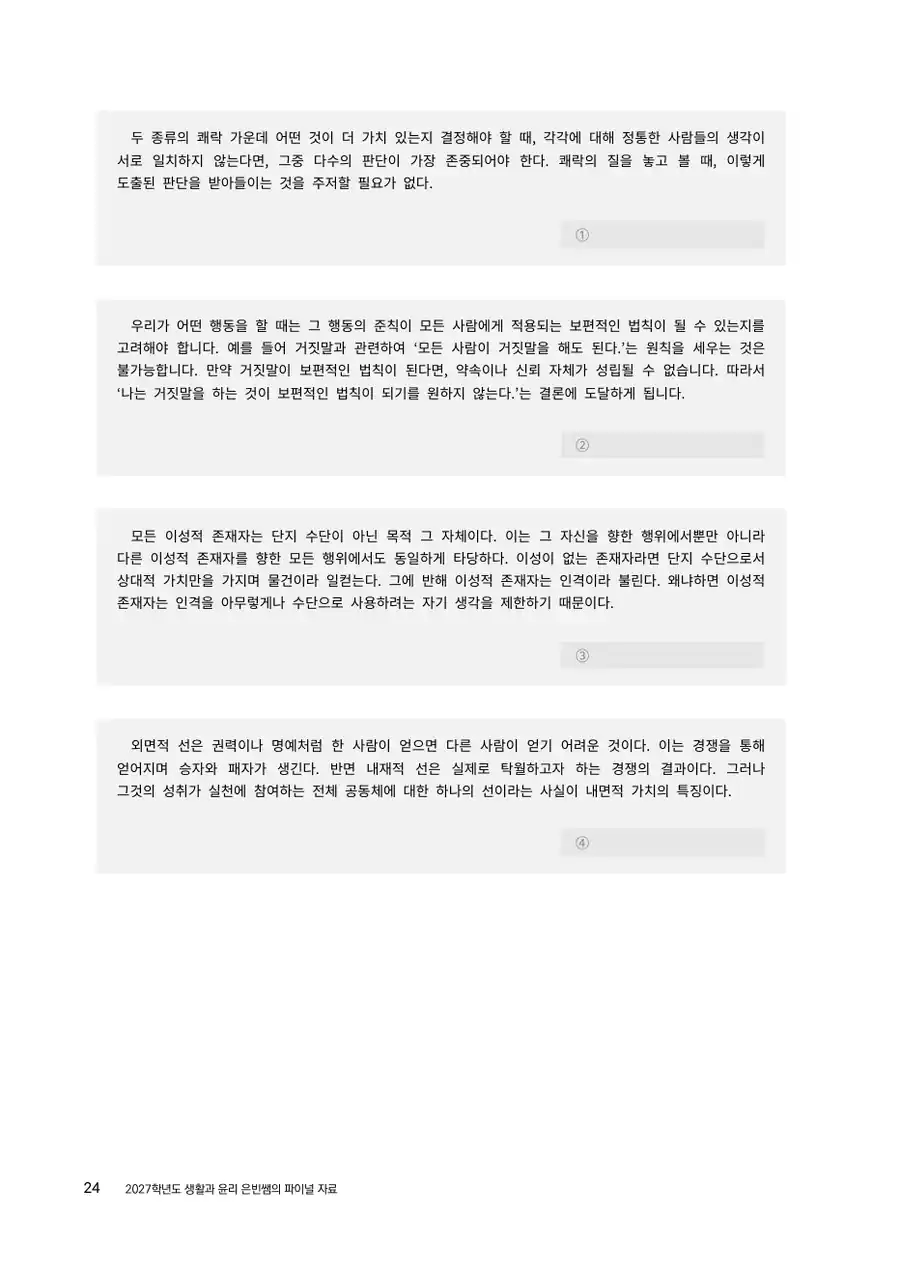 두 종류의 쾌락 가운데 어떤 것이 더 가치 있는지 결정해야 할 때, 각각에 대해 정통한 사람들의 생각이
서로 일치하지 않는다면, 그중 다수의 판단이 가장 존중되어야 한다. 쾌락의 질을 놓고 볼 때, 이렇게
도출된 판단을 받아들이는 것을 주저할 필요가 없다.
①
우리가 어떤 행동을 할 때는 그 행동의 준칙이 모든 사람에게 적용되는 보편적인 법칙이 될 수 있는지를
고려해야 합니다. 예를 들어 거짓말과 관련하여 ‘모든 사람이 거짓말을 해도 된다.’는 원칙을 세우는 것은
불가능합니다. 만약 거짓말이 보편적인 법칙이 된다면, 약속이나 신뢰 자체가 성립될 수 없습니다. 따라서
‘나는 거짓말을 하는 것이 보편적인 법칙이 되기를 원하지 않는다.’는 결론에 도달하게 됩니다.
②
모든 이성적 존재자는 단지 수단이 아닌 목적 그 자체이다. 이는 그 자신을 향한 행위에서뿐만 아니라
다른 이성적 존재자를 향한 모든 행위에서도 동일하게 타당하다. 이성이 없는 존재자라면 단지 수단으로서
상대적 가치만을 가지며 물건이라 일컫는다. 그에 반해 이성적 존재자는 인격이라 불린다. 왜냐하면 이성적
존재자는 인격을 아무렇게나 수단으로 사용하려는 자기 생각을 제한하기 때문이다.
③
외면적 선은 권력이나 명예처럼 한 사람이 얻으면 다른 사람이 얻기 어려운 것이다. 이는 경쟁을 통해
얻어지며 승자와 패자가 생긴다. 반면 내재적 선은 실제로 탁월하고자 하는 경쟁의 결과이다. 그러나
그것의 성취가 실천에 참여하는 전체 공동체에 대한 하나의 선이라는 사실이 내면적 가치의 특징이다.
④
24 2027학년도 생활과 윤리 은빈쌤의 파이널 자료